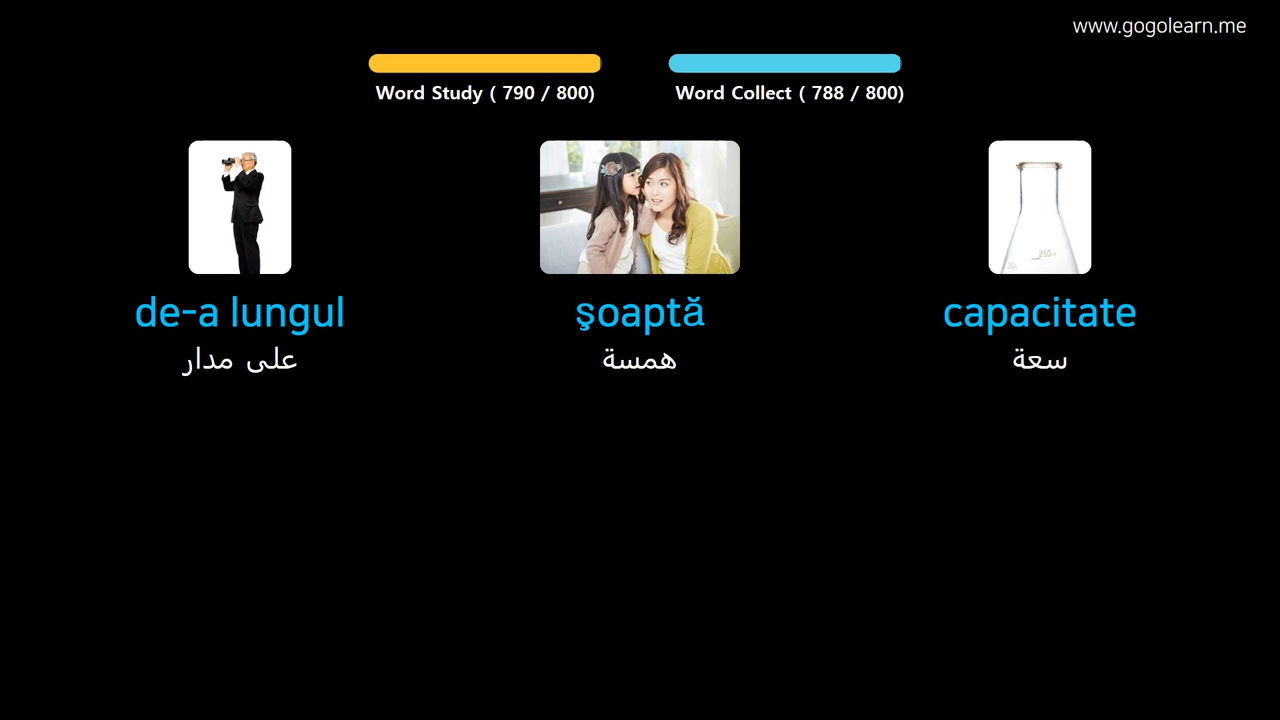 www.gogolearn.me
Word Study ( 790 / 800)
Word Collect ( 788 / 800)
de-a lungul
şoaptă
capacitate
على مدار
همسة
سعة
250